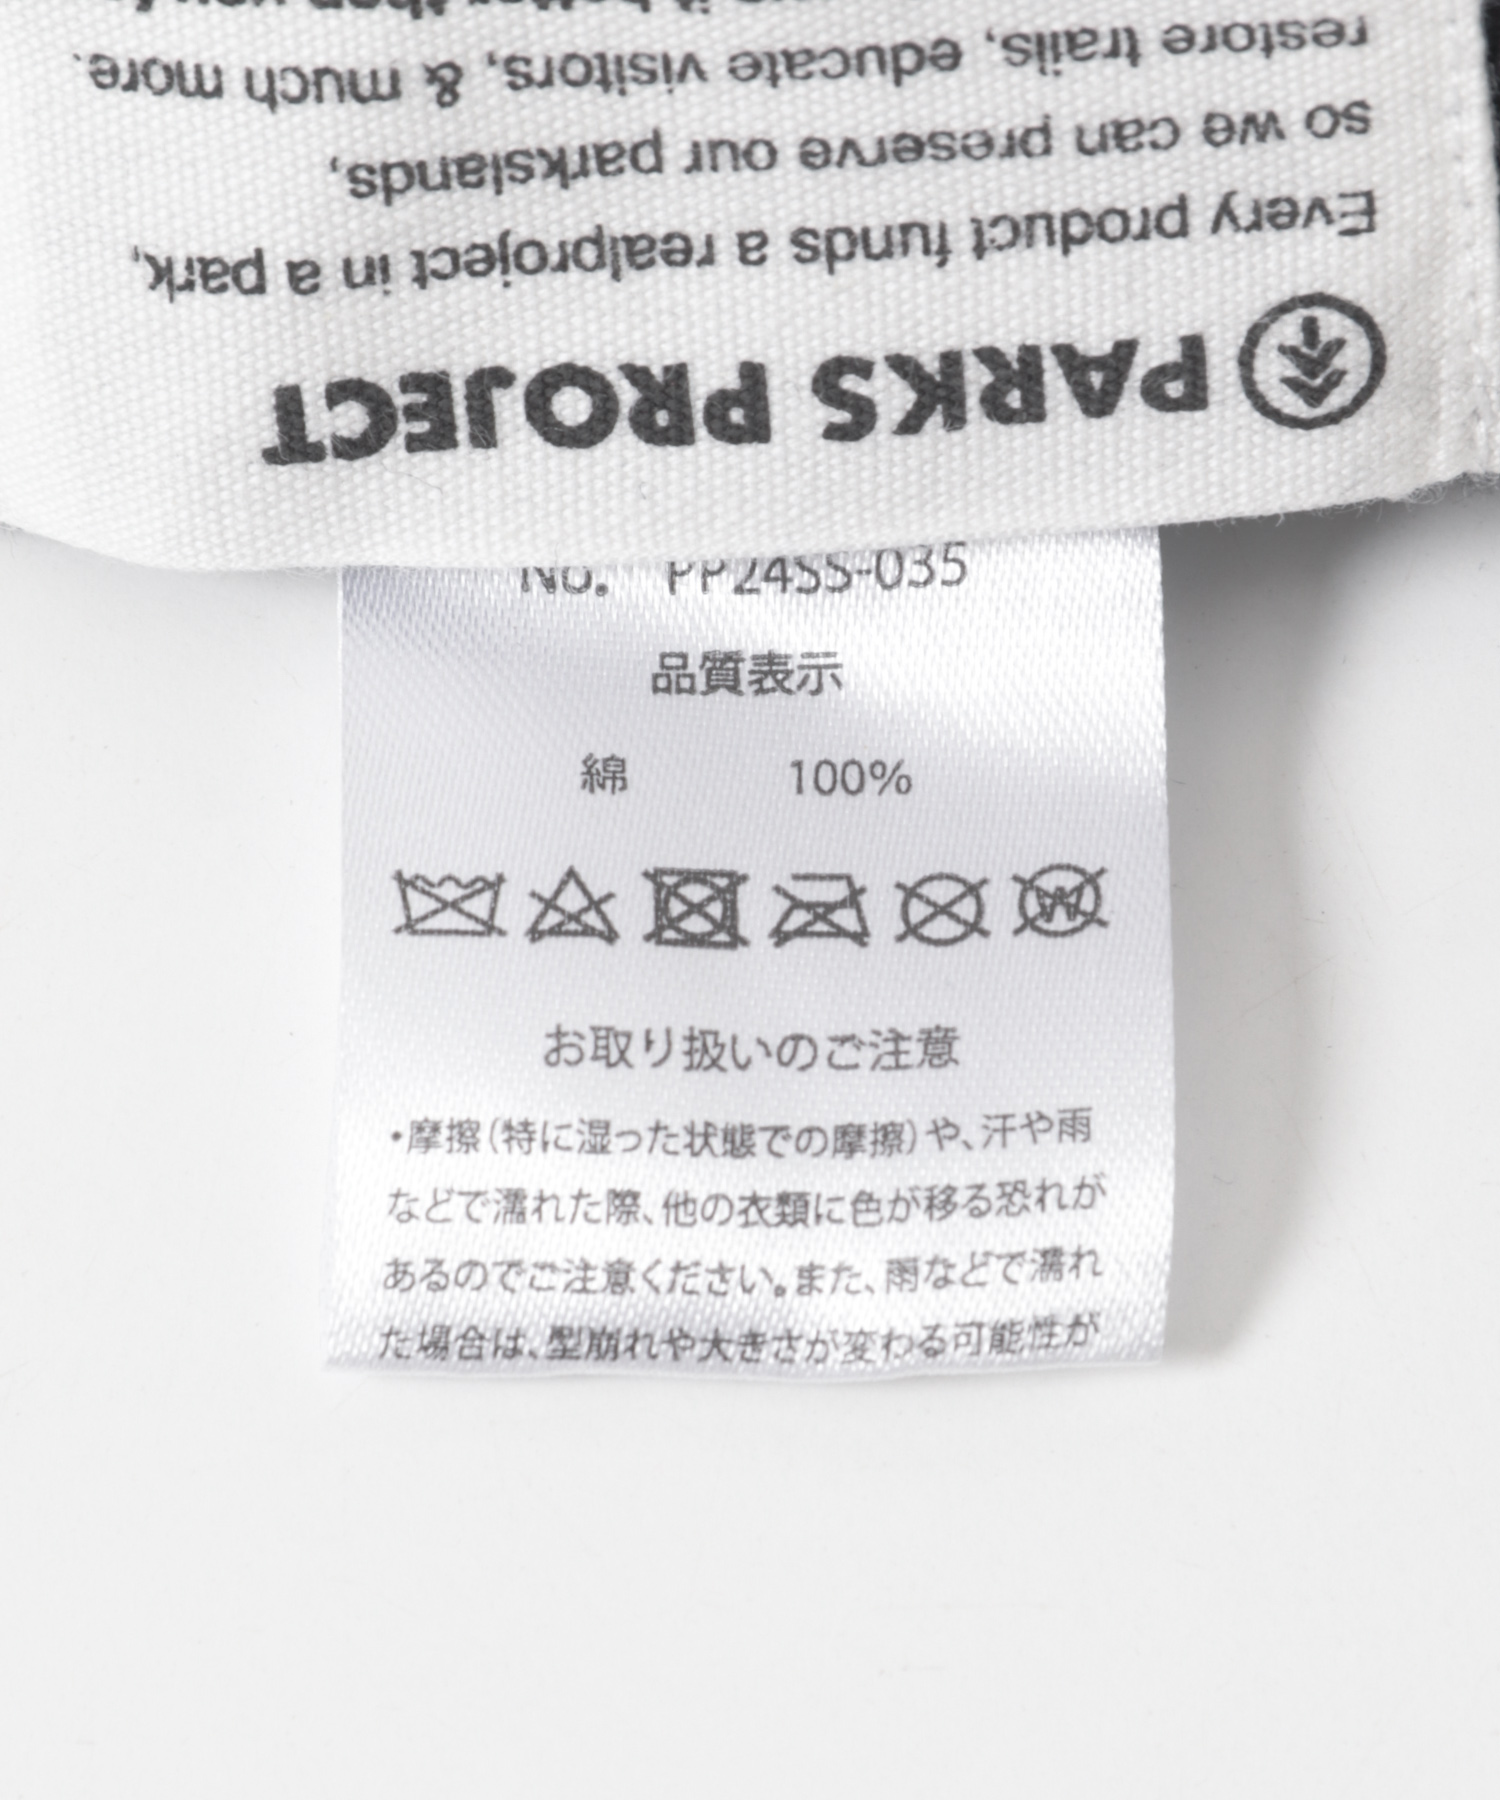 PARKS PROJECT
Every product funds a realproject in a park,
so we can preserve our parkslands,
restore trails, educate visitors, & much more.
it better than you
No. PP24SS-035
品質表示
綿 100%
お取り扱いのご注意
・摩擦(特に湿った状態での摩擦)や、汗や雨
などで濡れた際、他の衣類に色が移る恐れが
あるのでご注意ください。また、雨などで濡れ
た場合は、型崩れや大きさが変わる可能性が